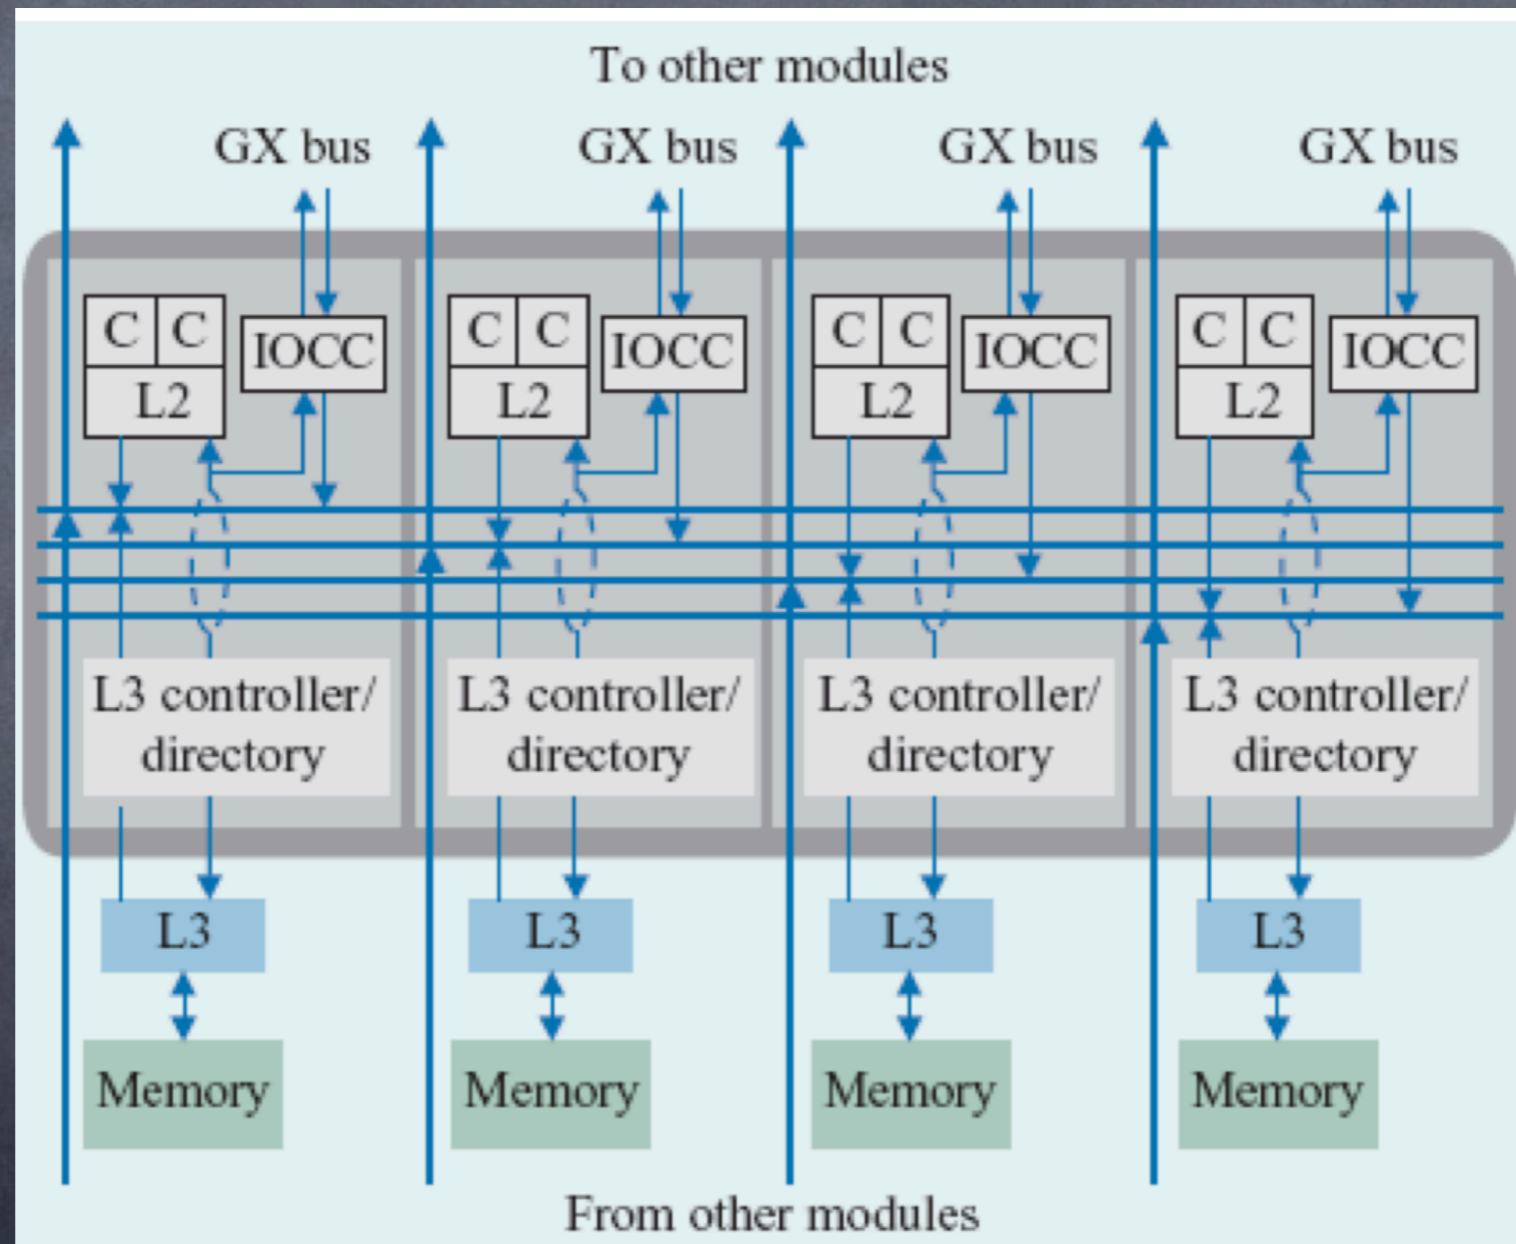 To other modules
GX bus GX bus GX bus GX bus
C C IOCC C C IOCC C C IOCC C C IOCC
L2 L2 L2 L2
L3 controller/ L3 controller/ L3 controller/ L3 controller/
directory directory directory directory
L3 L3 L3 L3
Memory Memory Memory Memory
From other modules